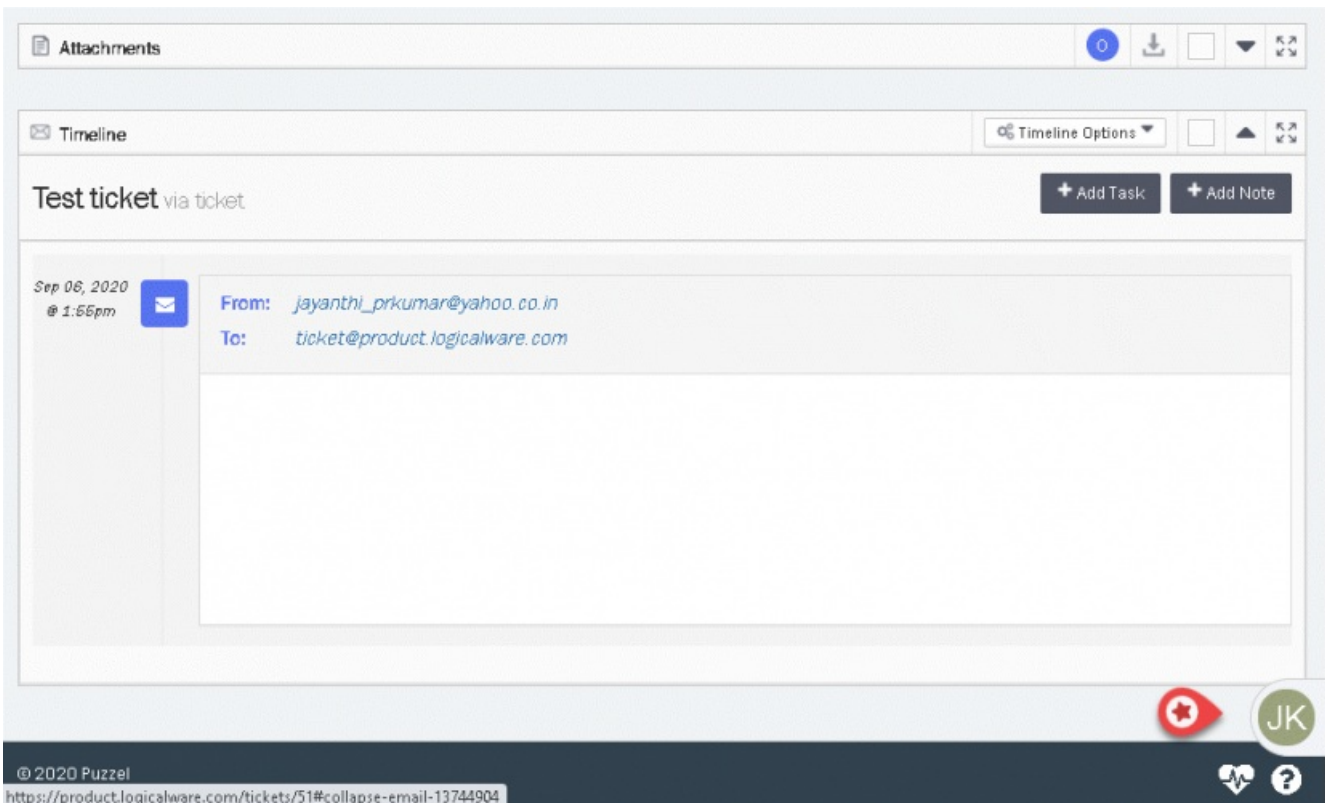 Attachments
0
Timeline
Timeline Options
Test ticket via ticket
+ Add Task
+ Add Note
Sep 06, 2020
@ 1:55pm
From: jayanthi_prkumar@yahoo.co.in
To: ticket@product.logicalware.com
JK
© 2020 Puzzel
https://product.logicalware.com/tickets/51#collapse-email-13744904